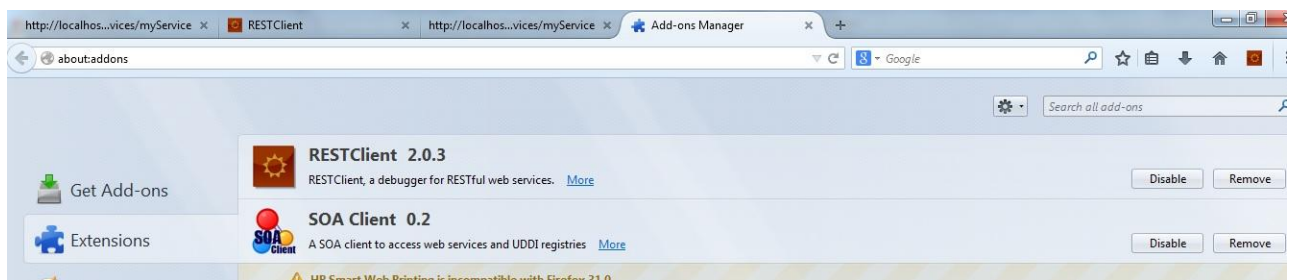 http://localhos...vices/myService
RESTClient
http://localhos...vices/myService
Add-ons Manager
about:addons
Google
Search all add-ons
RESTClient 2.0.3
RESTClient, a debugger for RESTful web services. More
Disable
Remove
Get Add-ons
SOA Client 0.2
SOA Client
A SOA client to access web services and UDDI registries More
Disable
Remove
Extensions
HP Smart Web Printing is incompatible with Firefox 31.0